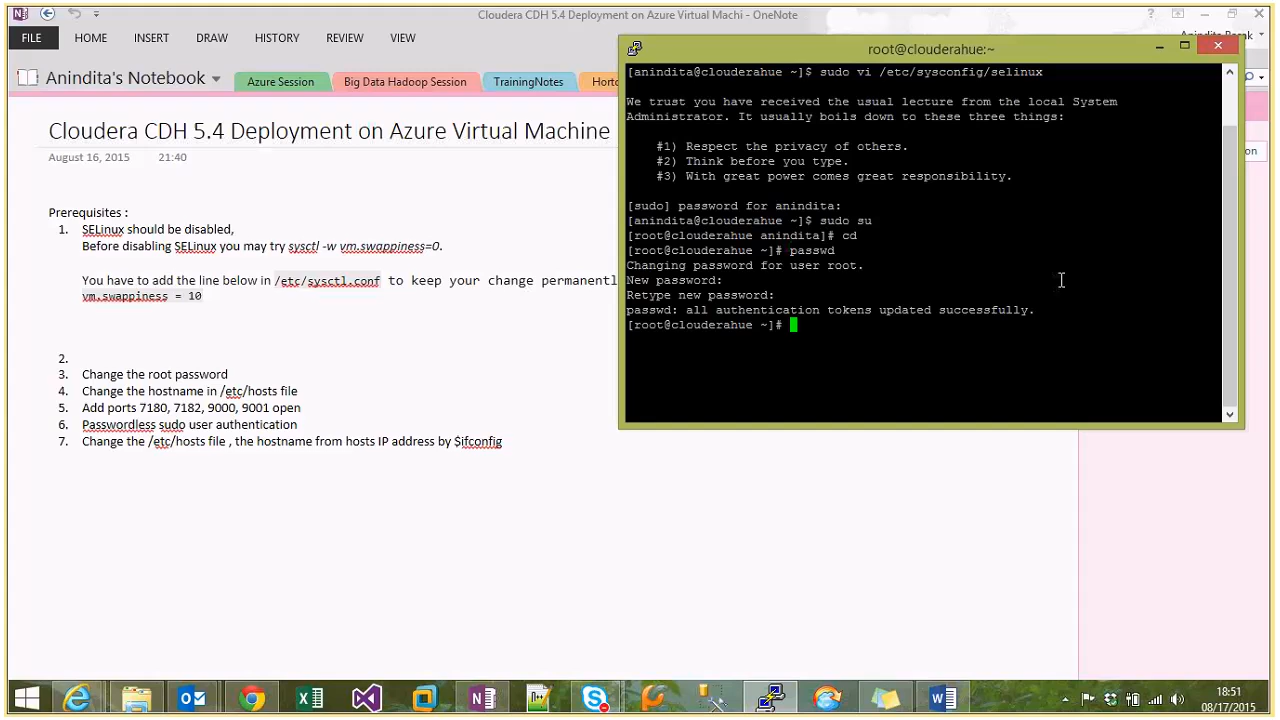 Cloudera CDH 5.4 Deployment on Azure Virtual Machi - OneNote
FILE HOME INSERT DRAW HISTORY REVIEW VIEW
Anindita's Notebook
Azure Session
Big Data Hadoop Session
TrainingNotes
Cloudera CDH 5.4 Deployment on Azure Virtual Machine
August 16, 2015 21:40
Prerequisites :
1. SELinux should be disabled,
Before disabling SELinux you may try sysctl -w vm.swappiness=0.
You have to add the line below in /etc/sysctl.conf to keep your change permanentl
vm.swappiness = 10
2.
3. Change the root password
4. Change the hostname in /etc/hosts file
5. Add ports 7180, 7182, 9000, 9001 open
6. Passwordless sudo user authentication
7. Change the /etc/hosts file , the hostname from hosts IP address by $ifconfig
root@clouderahue:~
[anindita@clouderahue ~]$ sudo vi /etc/sysconfig/selinux
We trust you have received the usual lecture from the local System
Administrator. It usually boils down to these three things:
#1) Respect the privacy of others.
#2) Think before you type.
#3) With great power comes great responsibility.
[sudo] password for anindita:
[anindita@clouderahue ~]$ sudo su
[root@clouderahue anindita]# cd
[root@clouderahue ~]# passwd
Changing password for user root.
New password:
Retype new password:
passwd: all authentication tokens updated successfully.
[root@clouderahue ~]#
18:51
08/17/2015